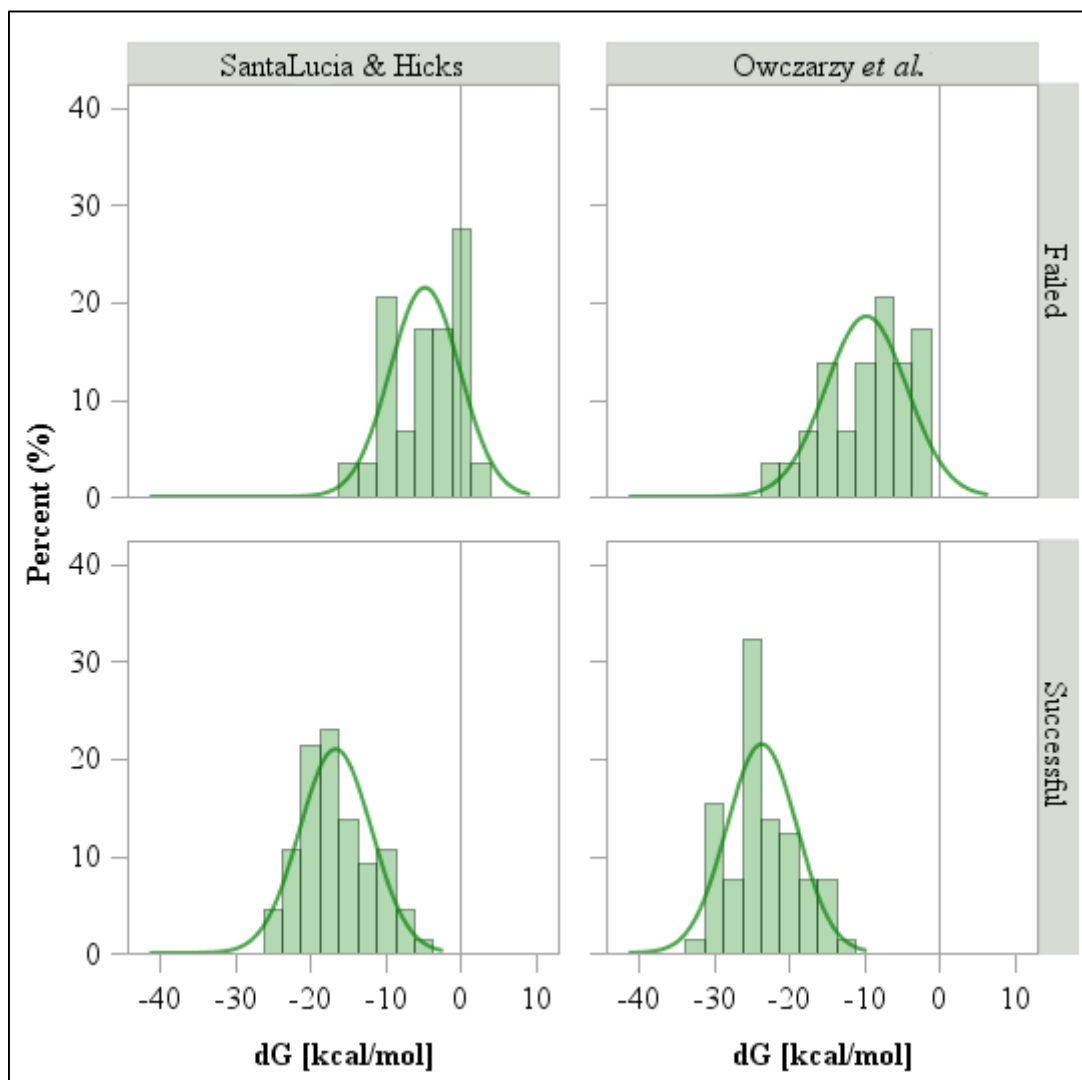 SantaLucia & Hicks
Owczarzy et al.
40
30
20
10
0
Failed
Percent (%)
40
30
20
10
0
Successful
-40 -30 -20 -10 0 10
-40 -30 -20 -10 0 10
dG [kcal/mol]
dG [kcal/mol]